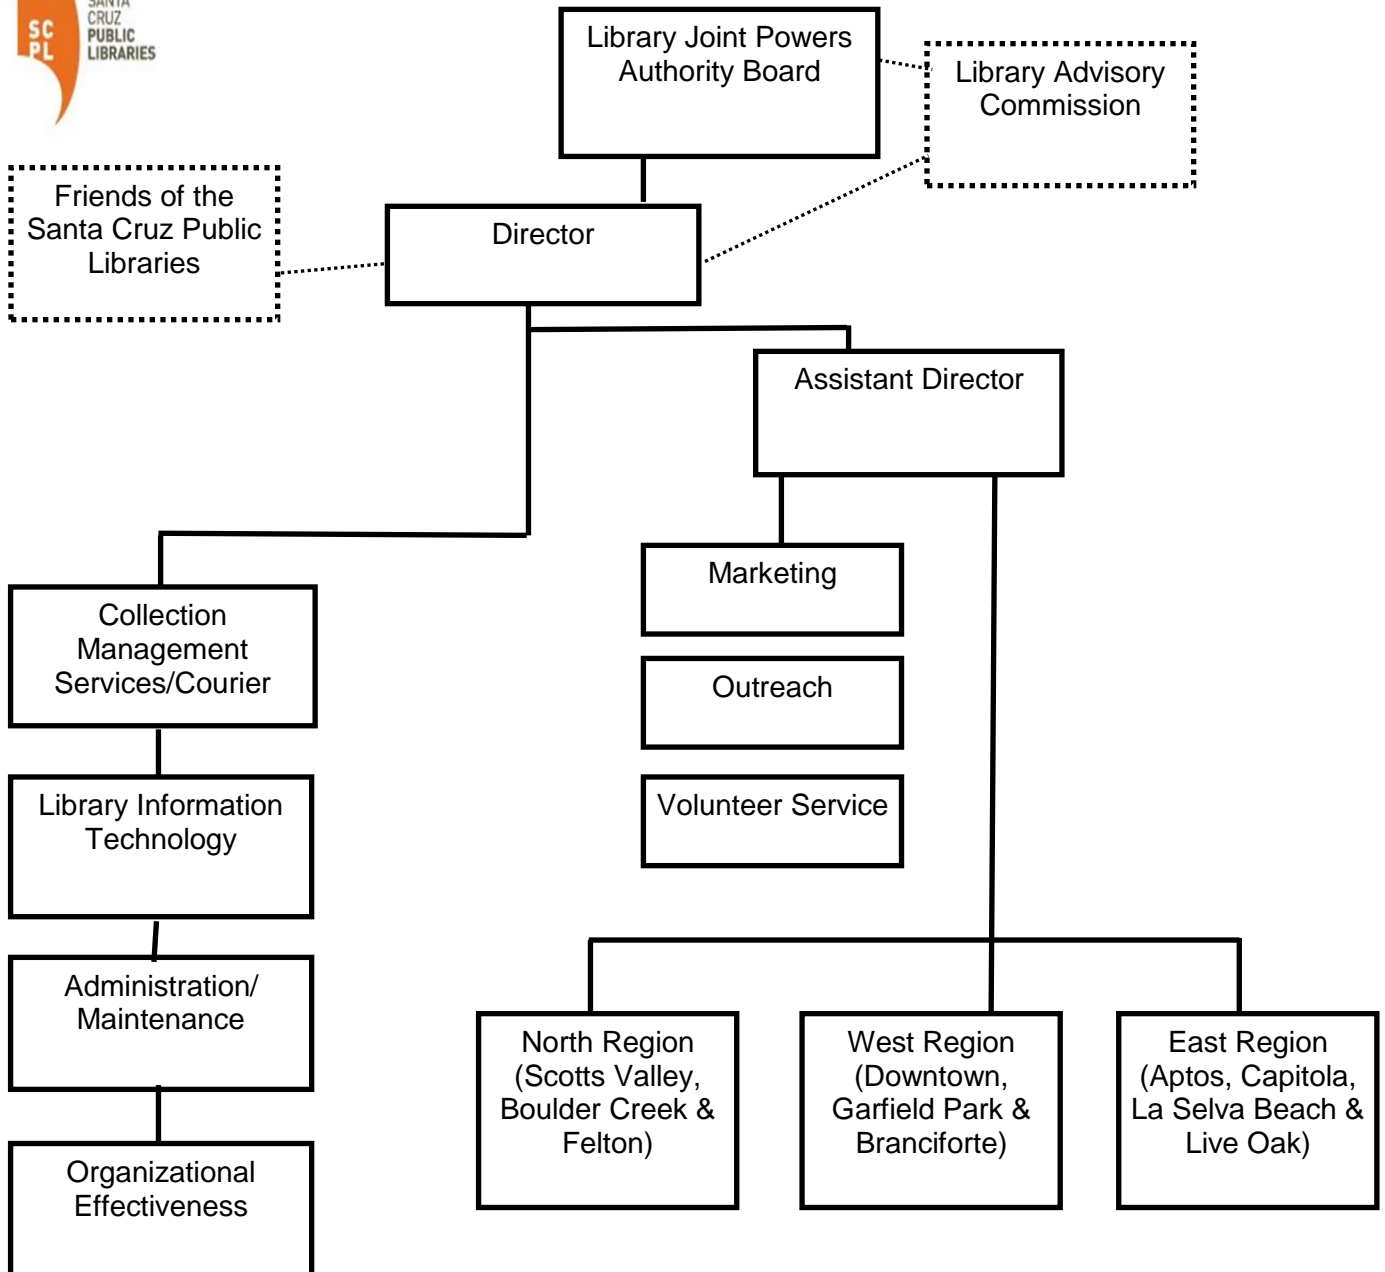 SANTA
CRUZ
PUBLIC
LIBRARIES
SC
PL
Library Joint Powers
Authority Board
Library Advisory
Commission
Friends of the
Santa Cruz Public
Libraries
Director
Assistant Director
Marketing
Outreach
Volunteer Service
Collection
Management
Services/Courier
Library Information
Technology
Administration/
Maintenance
Organizational
Effectiveness
North Region
(Scotts Valley,
Boulder Creek &
Felton)
West Region
(Downtown,
Garfield Park &
Branciforte)
East Region
(Aptos, Capitola,
La Selva Beach &
Live Oak)